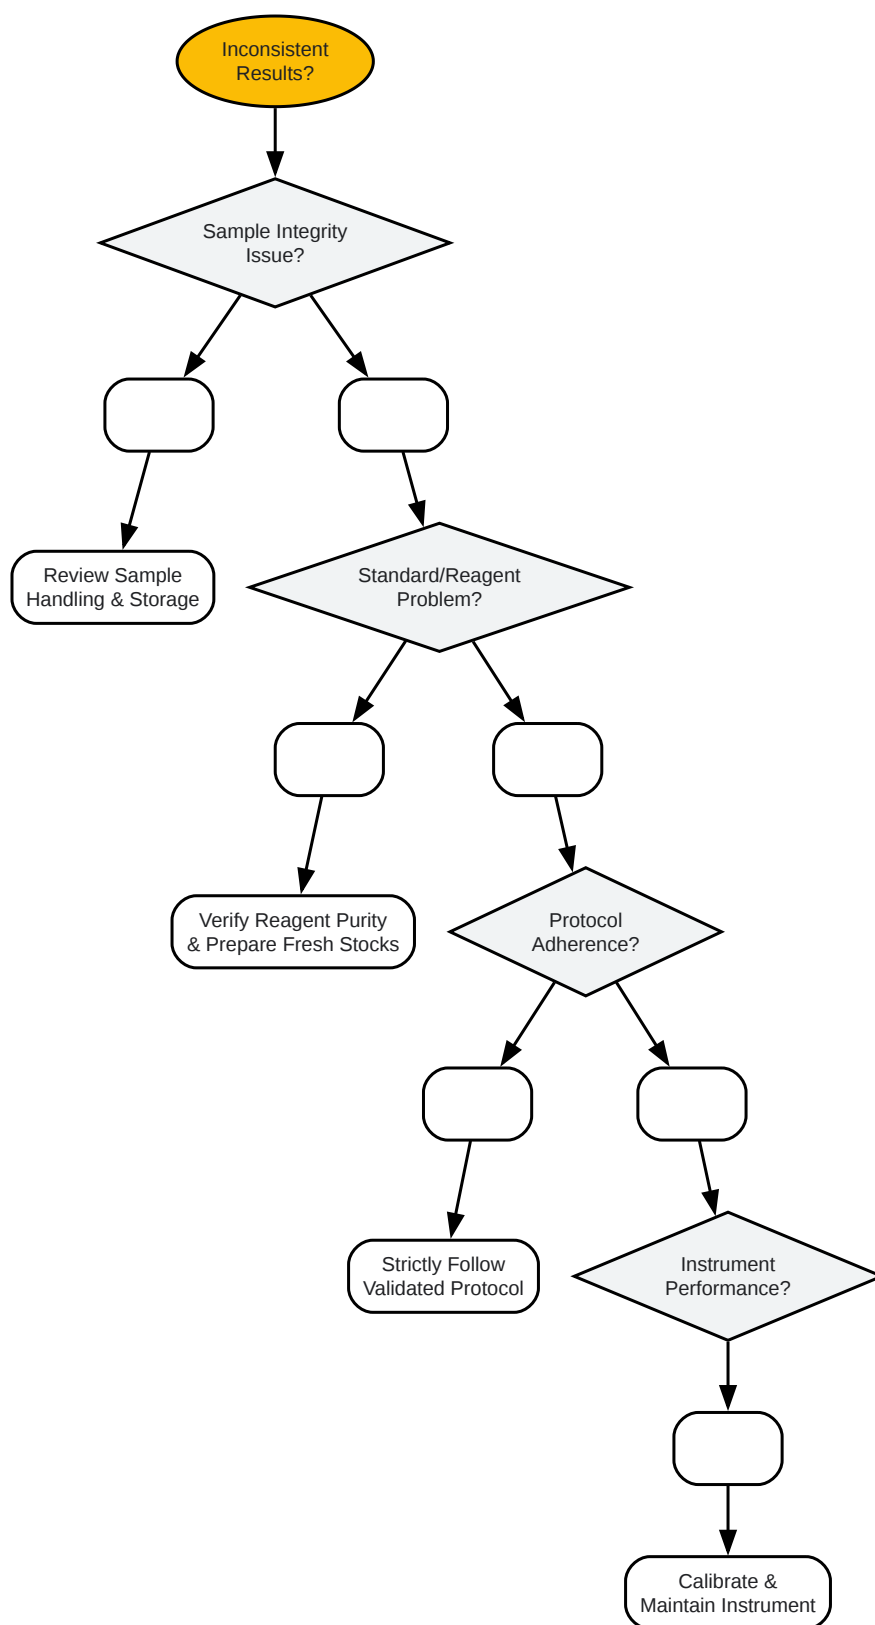 Inconsistent
Results?
Sample Integrity
Issue?
Review Sample
Handling & Storage
Standard/Reagent
Problem?
Verify Reagent Purity
& Prepare Fresh Stocks
Protocol
Adherence?
Strictly Follow
Validated Protocol
Instrument
Performance?
Calibrate &
Maintain Instrument